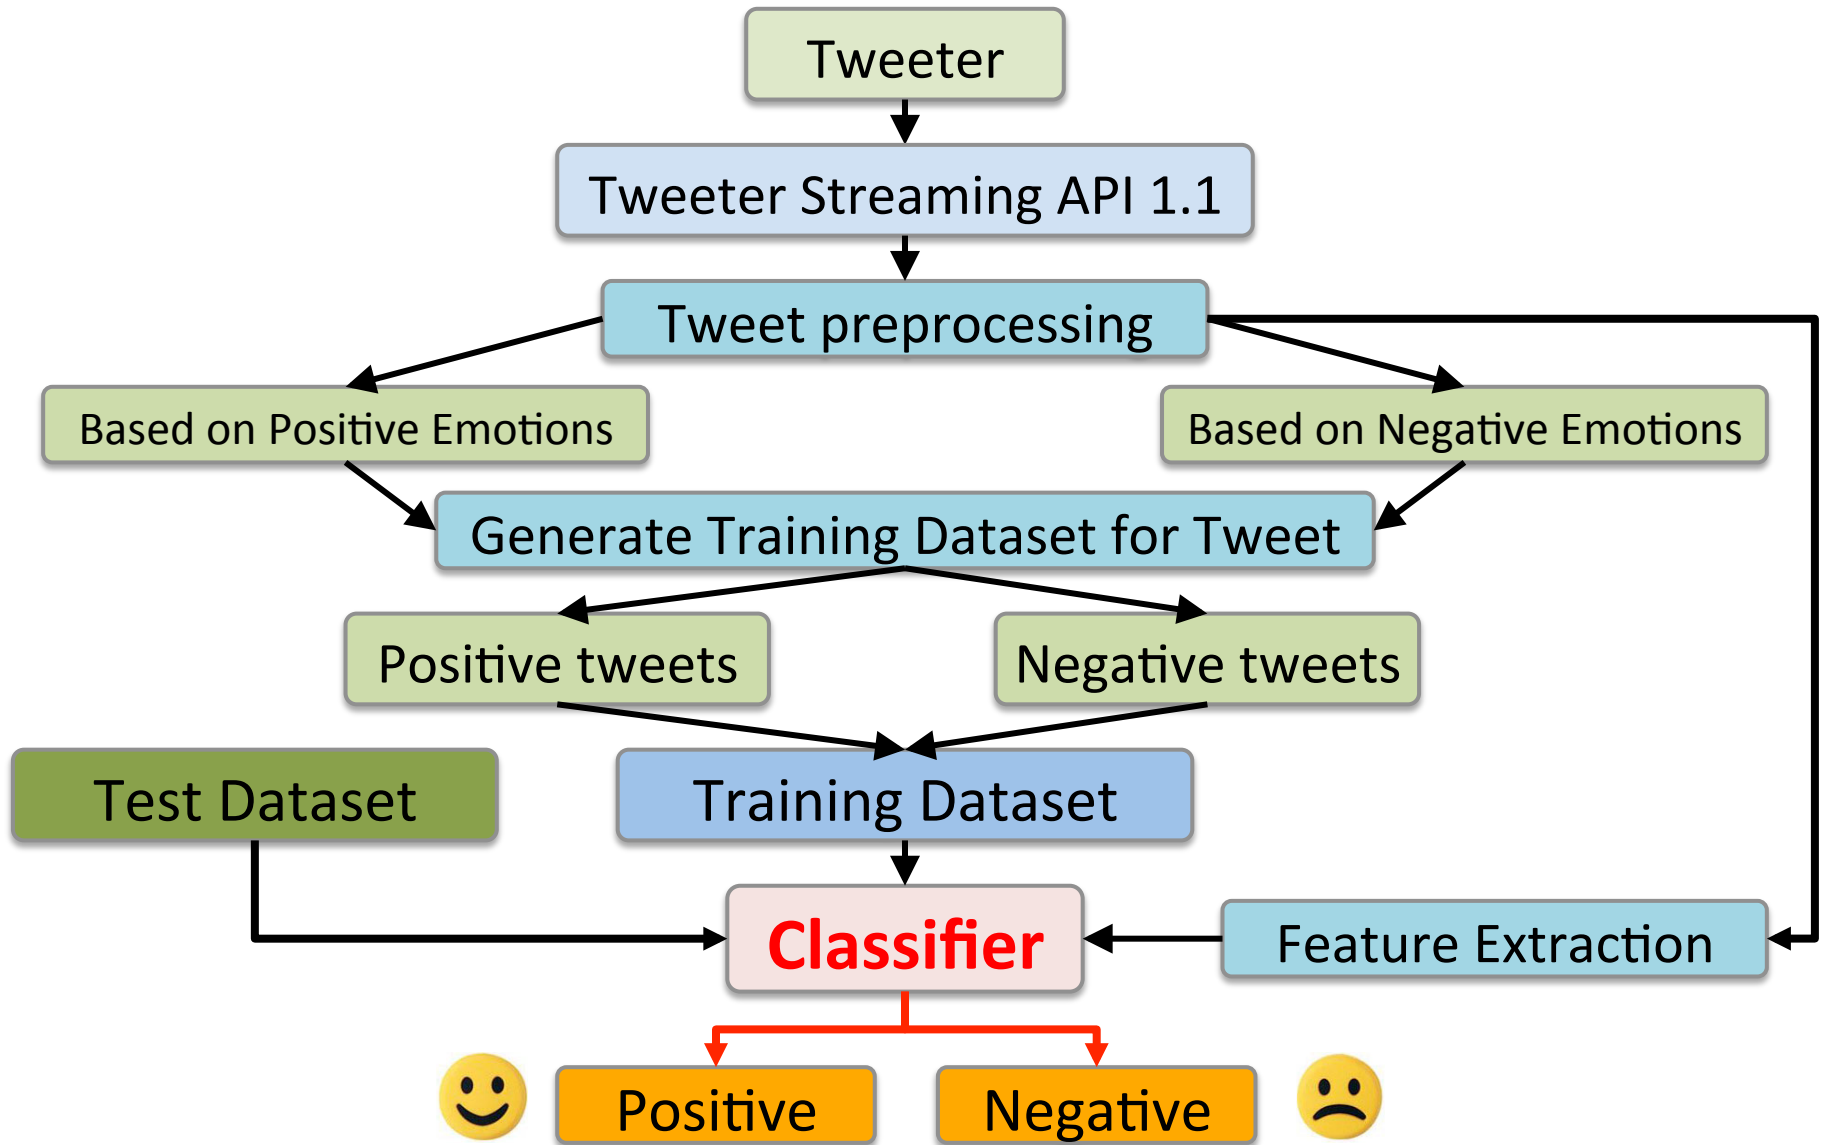 Tweeter
Tweeter Streaming API 1.1
Tweet preprocessing
Based on Positive Emotions
Based on Negative Emotions
Generate Training Dataset for Tweet
Positive tweets
Negative tweets
Test Dataset
Training Dataset
Classifier
Feature Extraction
Positive
Negative